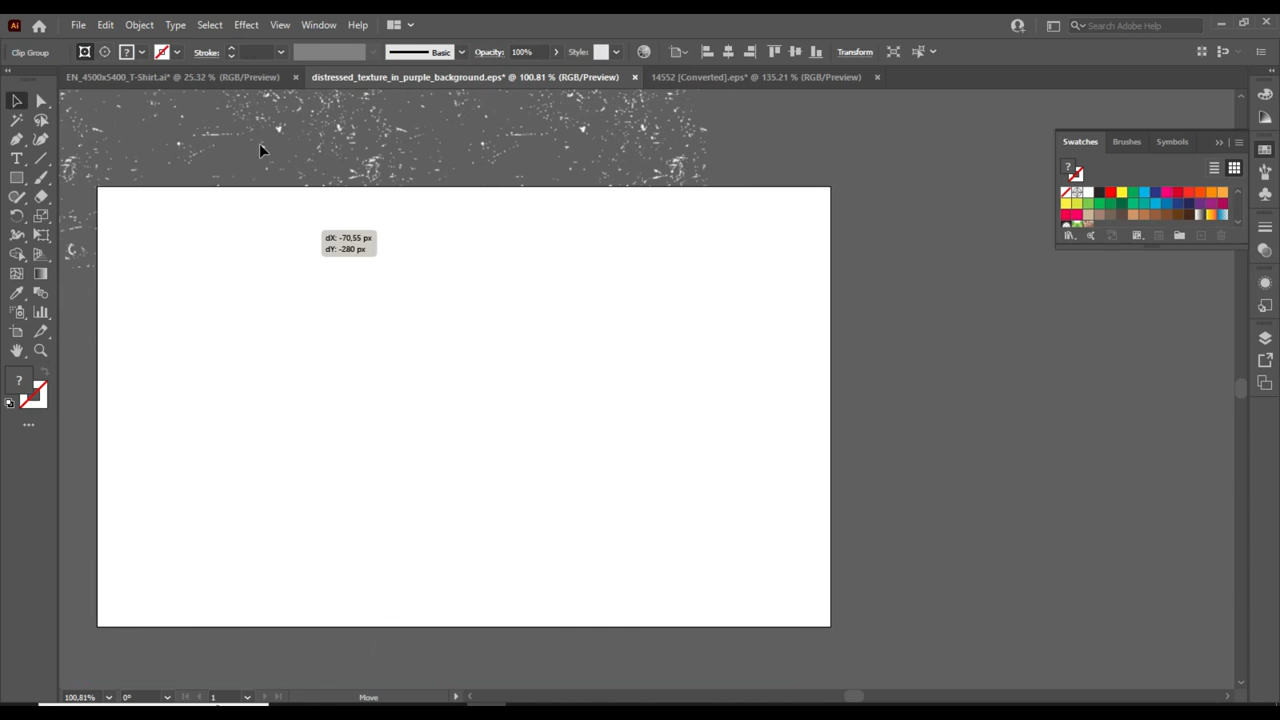 Ai File Edit Object Type Select Effect View Window Help Search Adobe Help
Clip Group ? Stroke: Basic Opacity: 100% Style: Transform
EN_4500x5400_T-Shirt.ai* @ 25.32 % (RGB/Preview) × distressed_texture_in_purple_background.eps* @ 100.81 % (RGB/Preview) × 14552 [Converted].eps* @ 135.21 % (RGB/Preview) ×
Swatches Brushes Symbols
?
dX: -70,55 px
dY: -280 px
T
?
100,81% 0° 1 Move